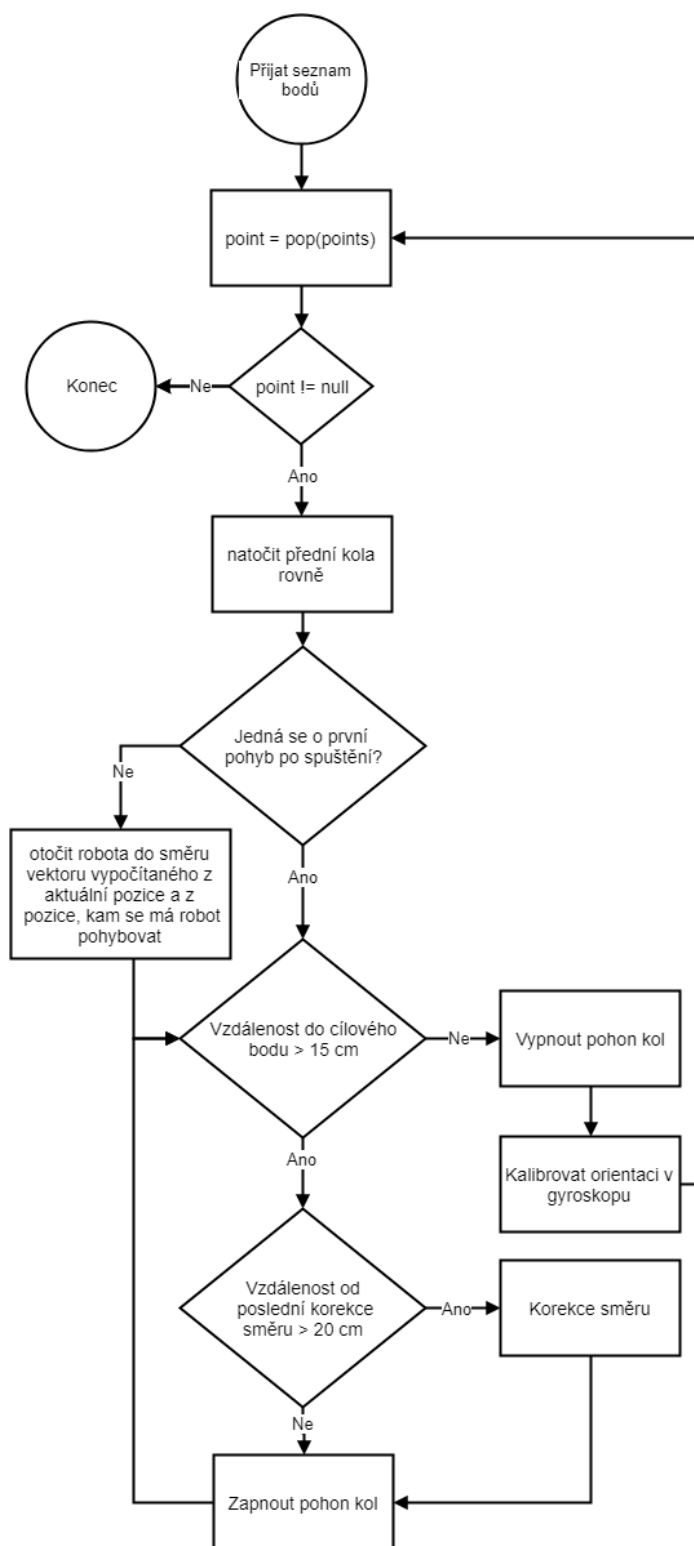 Přijat seznam
bodů
point = pop(points)
Konec
Ne
point != null
Ano
natočit přední kola
rovně
Jedná se o první
pohyb po spuštění?
Ne
otočit robota do směru
vektoru vypočítaného z
aktuální pozice a z
pozice, kam se má robot
pohybovat
Ano
Vzdálenost do cílového
bodu > 15 cm
Ne
Vypnout pohon kol
Ano
Kalibrovat orientaci v
gyroskopu
Vzdálenost od
poslední korekce
směru > 20 cm
Ano
Korekce směru
Ne
Zapnout pohon kol